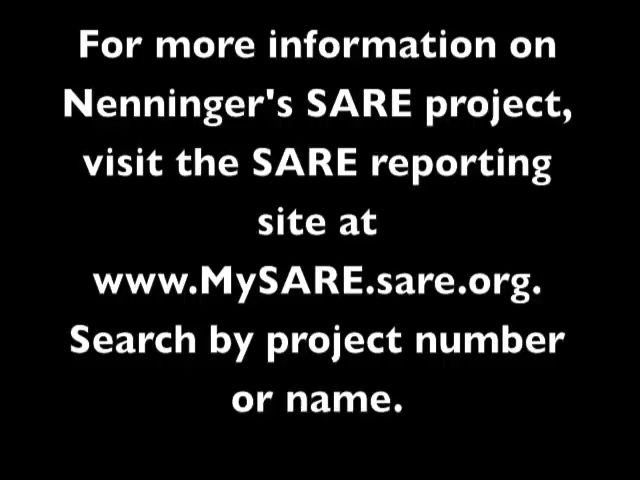 For more information on
Nenninger's SARE project,
visit the SARE reporting
site at
www.MySARE.sare.org.
Search by project number
or name.